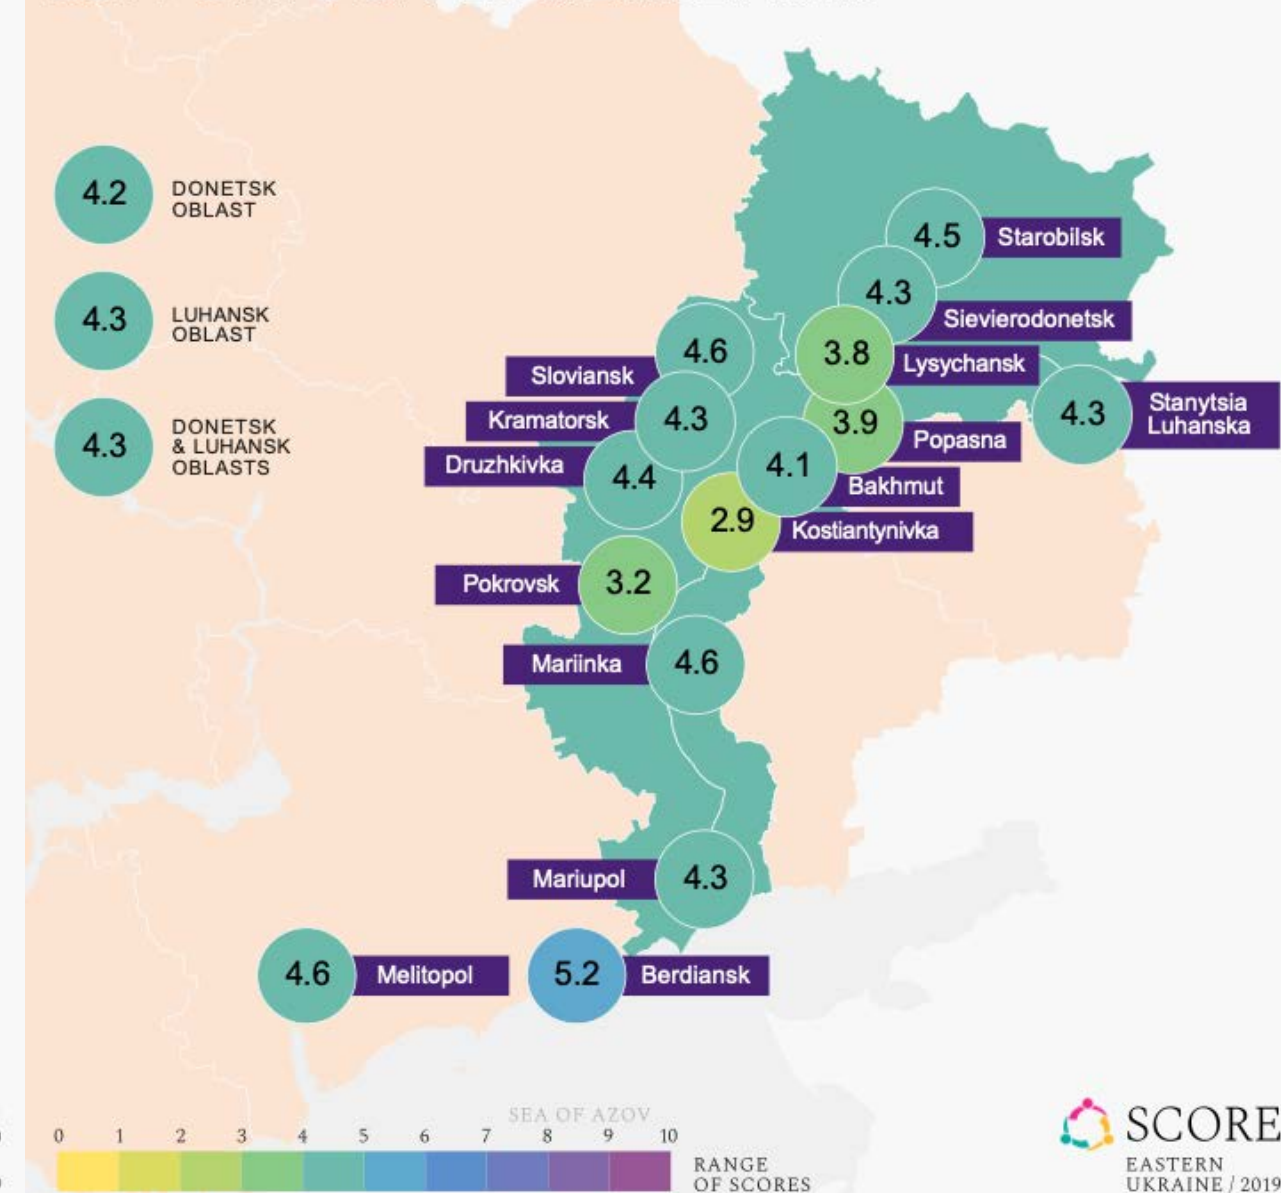 4.2
DONETSK
OBLAST
4.3
LUHANSK
OBLAST
4.3
DONETSK
& LUHANSK
OBLASTS
4.5
Starobilsk
4.3
Sievierodonetsk
4.6
Sloviansk
3.8
Lysychansk
4.3
Kramatorsk
3.9
Popasna
4.3
Stanytsia
Luhanska
4.4
Druzhkivka
4.1
Bakhmut
2.9
Kostiantynivka
3.2
Pokrovsk
4.6
Mariinka
4.3
Mariupol
4.6
Melitopol
5.2
Berdiansk
SEA OF AZOV
0 1 2 3 4 5 6 7 8 9 10
RANGE
OF SCORES
SCORE
EASTERN
UKRAINE / 2019